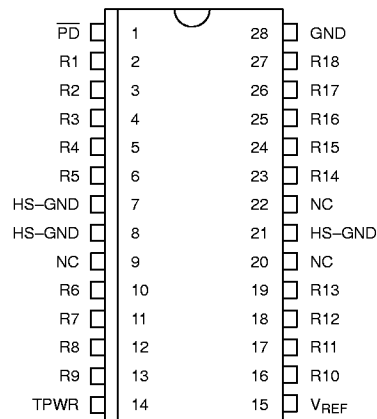 PD 1 28 GND
R1 2 27 R18
R2 3 26 R17
R3 4 25 R16
R4 5 24 R15
R5 6 23 R14
HS–GND 7 22 NC
HS–GND 8 21 HS–GND
NC 9 20 NC
R6 10 19 R13
R7 11 18 R12
R8 12 17 R11
R9 13 16 R10
TPWR 14 15 VREF